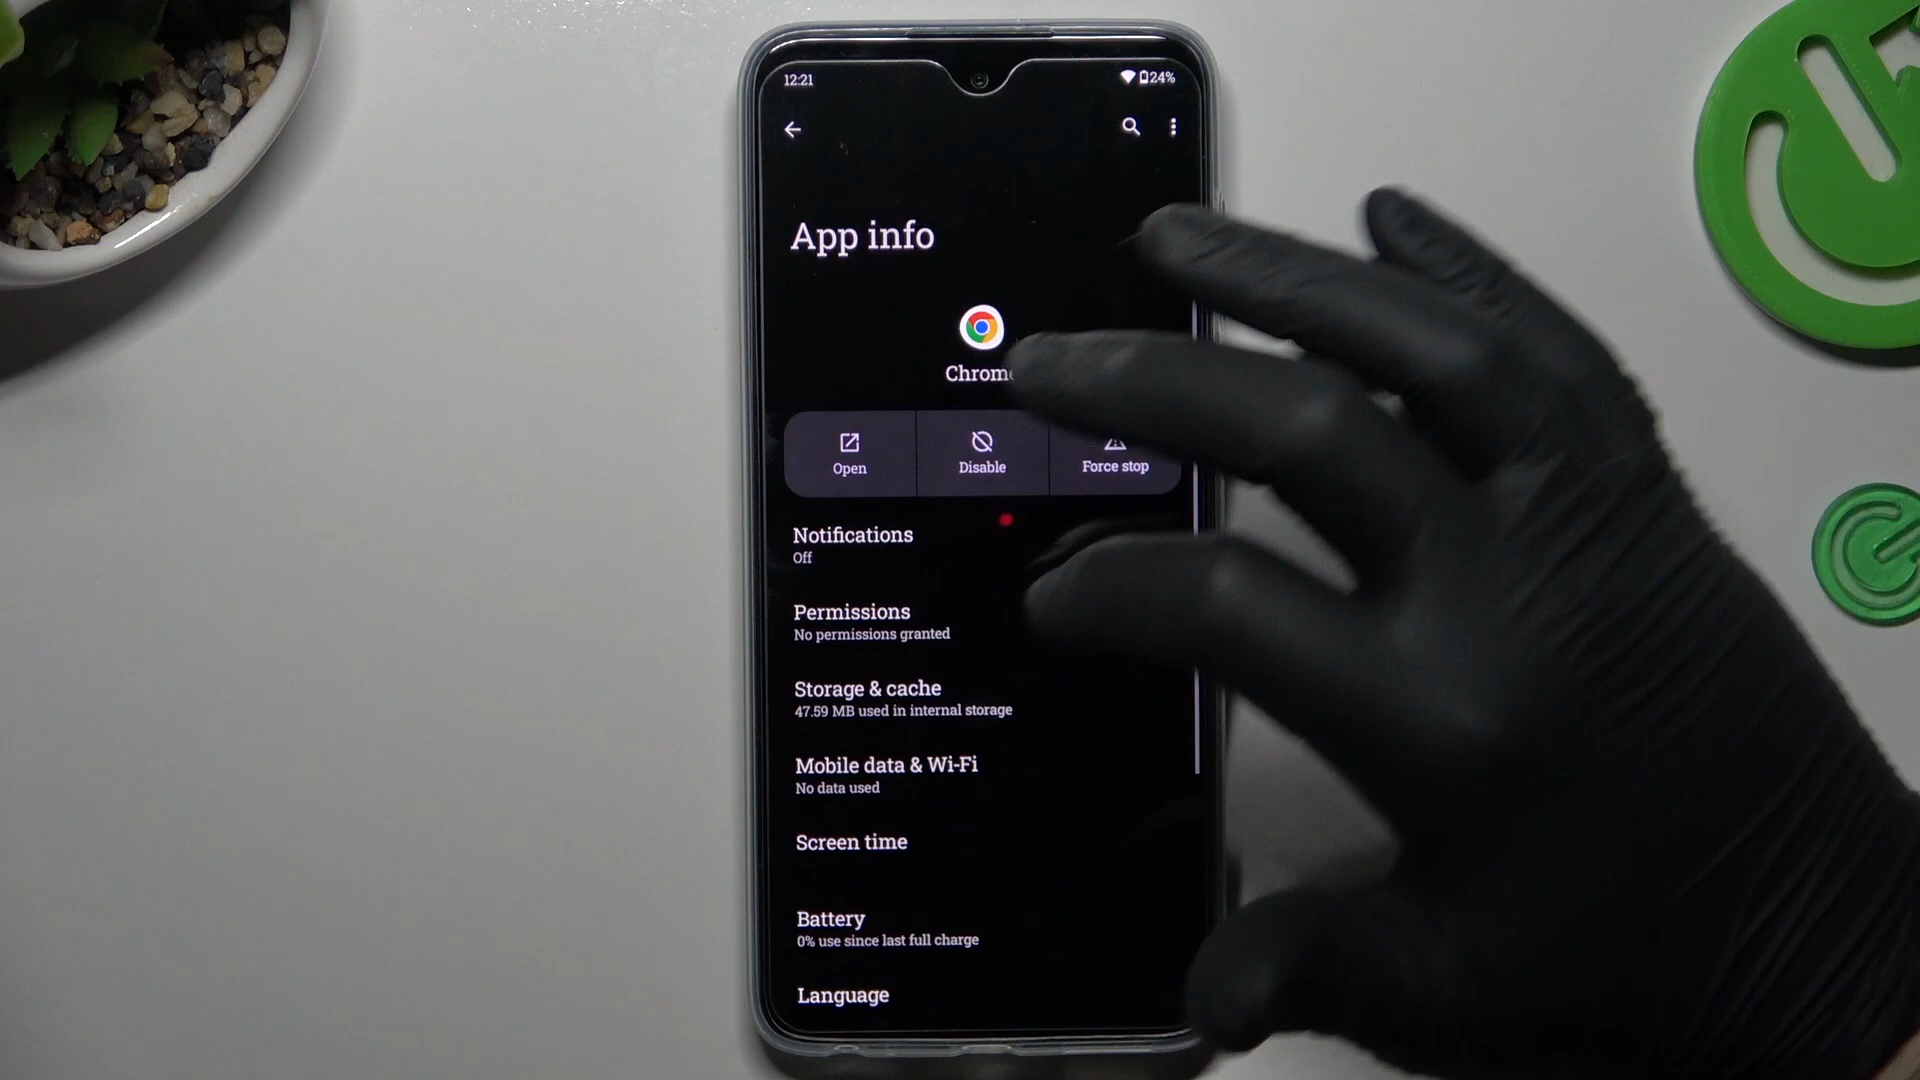 12:21
24%
App info
Chrome
Open
Disable
Force stop
Notifications
Off
Permissions
No permissions granted
Storage & cache
47.59 MB used in internal storage
Mobile data & Wi-Fi
No data used
Screen time
Battery
0% use since last full charge
Language